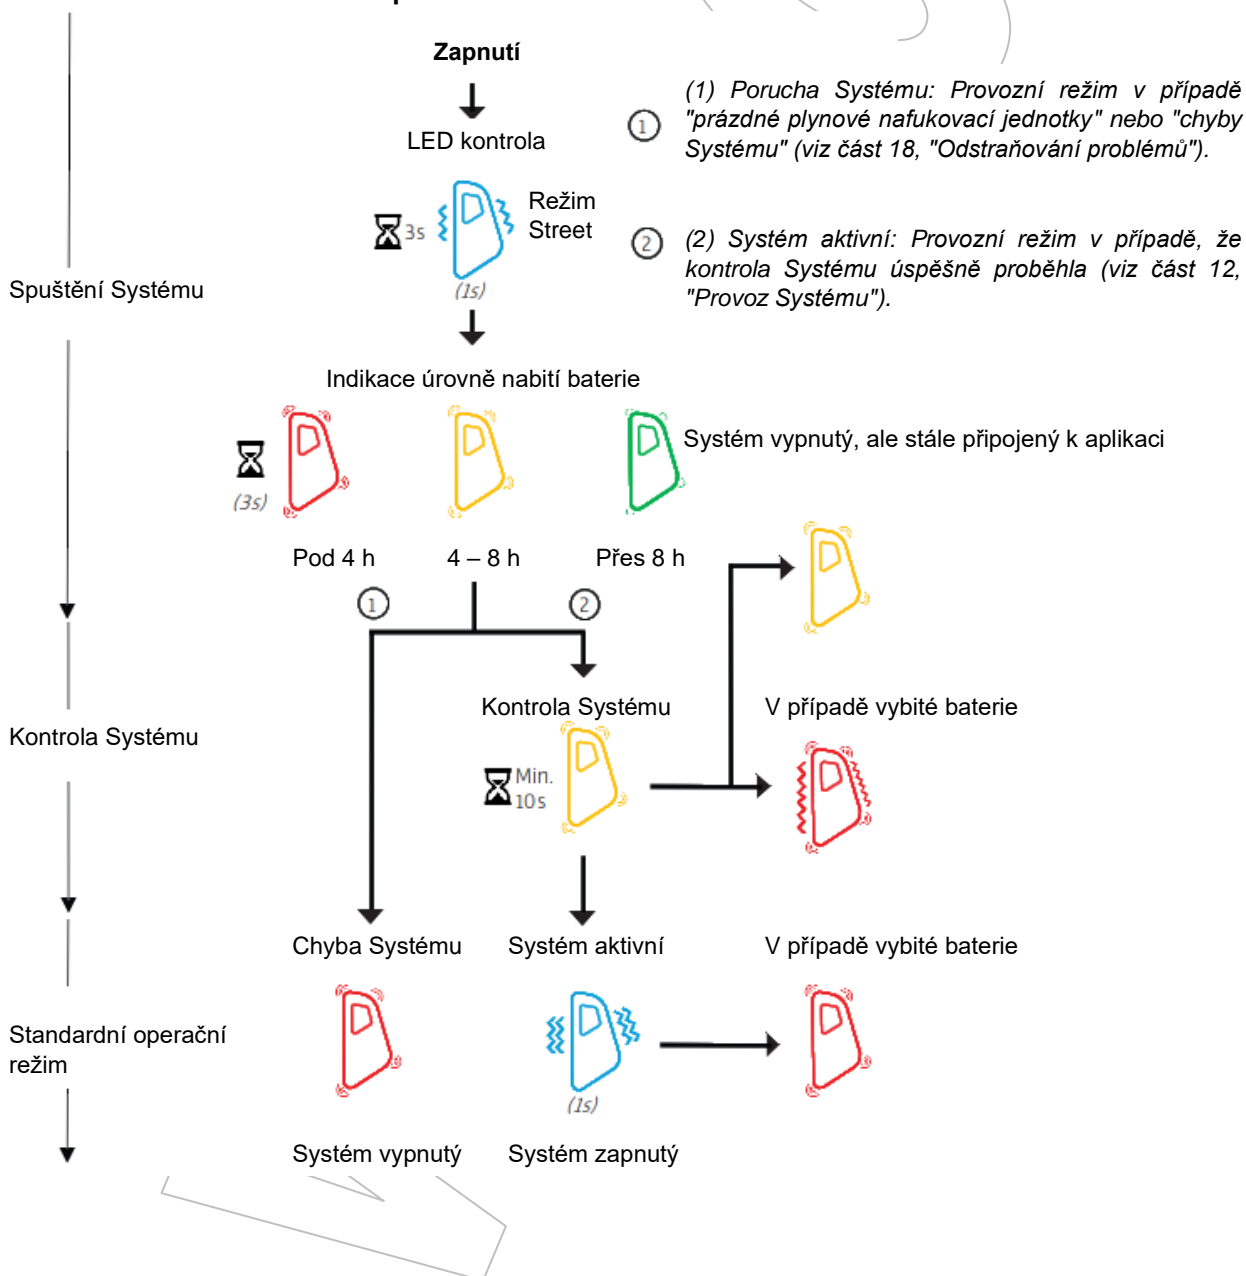 Zapnutí
LED kontrola
(1) Porucha Systému: Provozní režim v případě
"prázdné plynové nafukovací jednotky" nebo "chyby
Systému" (viz část 18, "Odstraňování problémů").
1
Režim
Street
3s
(1s)
2
(2) Systém aktivní: Provozní režim v případě, že
kontrola Systému úspěšně proběhla (viz část 12,
"Provoz Systému").
Spuštění Systému
Indikace úrovně nabití baterie
(3s)
Systém vypnutý, ale stále připojený k aplikaci
Pod 4 h
4 – 8 h
Přes 8 h
1
2
Kontrola Systému
Kontrola Systému
Min.
10s
V případě vybité baterie
Chyba Systému
Systém aktivní
V případě vybité baterie
Standardní operační
režim
(1s)
Systém vypnutý
Systém zapnutý